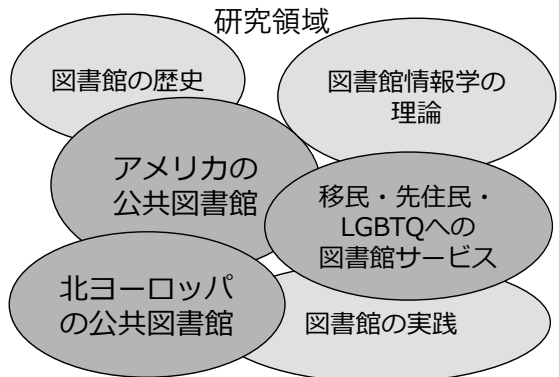 研究領域
図書館の歴史
図書館情報学の
理論
アメリカの
公共図書館
移民・先住民・
LGBTQへの
図書館サービス
北ヨーロッパ
の公共図書館
図書館の実践